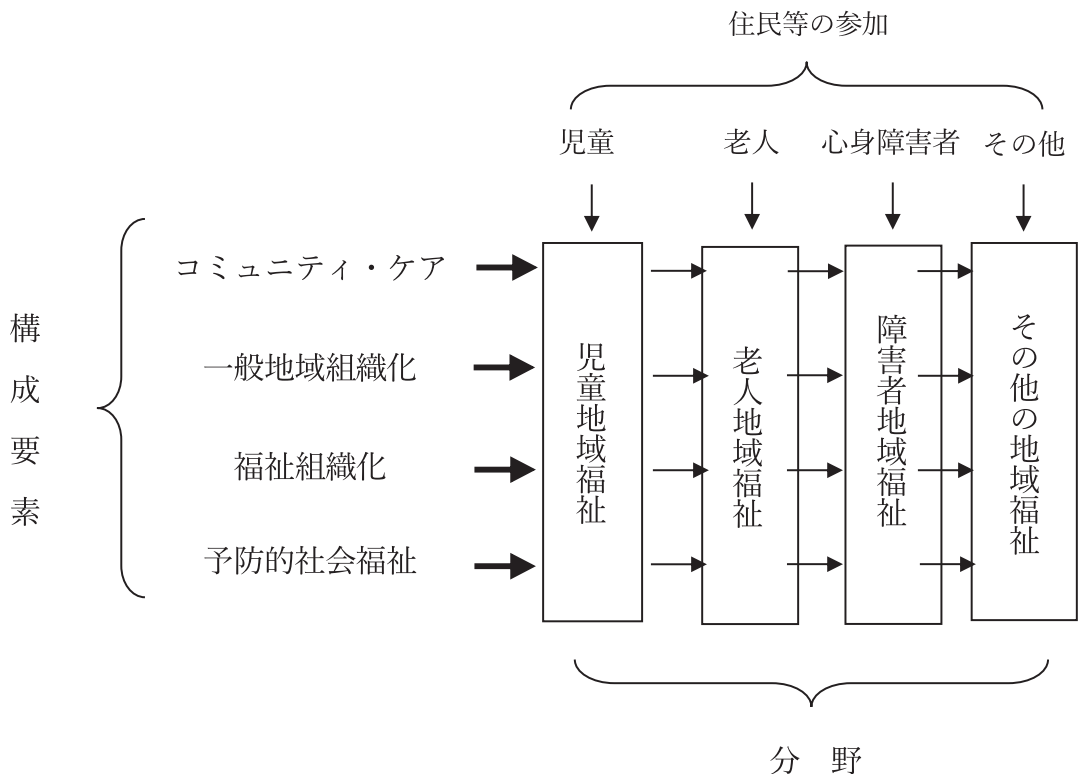 住民等の参加
児童
老人
心身障害者
その他
構成要素
コミュニティ・ケア
一般地域組織化
福祉組織化
予防的社会福祉
児童地域福祉
老人地域福祉
障害者地域福祉
その他の地域福祉
分 野